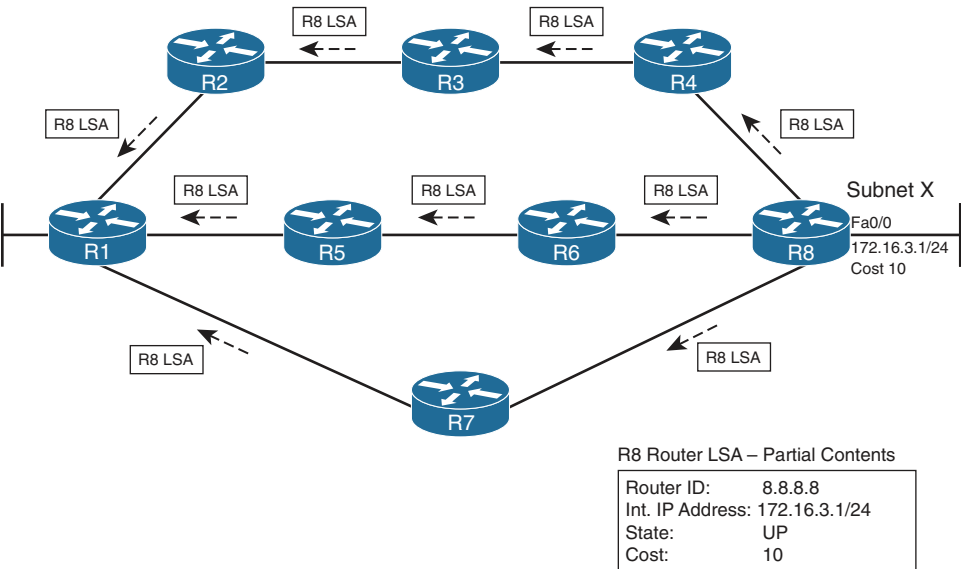 R8 LSA
R8 LSA
R2
R3
R4
R8 LSA
R8 LSA
R8 LSA
R8 LSA
R8 LSA
Subnet X
Fa0/0
172.16.3.1/24
Cost 10
R1
R5
R6
R8
R8 LSA
R8 LSA
R7
R8 Router LSA – Partial Contents
Router ID: 8.8.8.8
Int. IP Address: 172.16.3.1/24
State: UP
Cost: 10